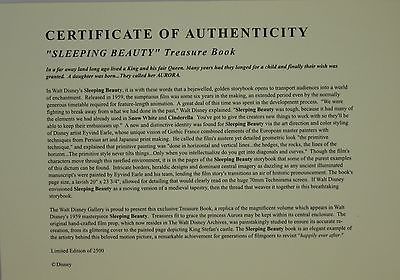 CERTIFICATE OF AUTHENTICITY
"SLEEPING BEAUTY" Treasure Book
In a far away land long ago lived a King and his fair Queen. Many years had they longed for a child and finally their wish was
granted. A daughter was born...They called her AURORA.
In Walt Disney's Sleeping Beauty, it is with these words that a bejewelled, golden storybook opens to transport audiences into a world
of enchantment. Released in 1959, the sumptuous film was some six years in the making, an extended period even by the normally
generous timetable required for feature-length animation. A great deal of this time was spent in the development process. "We were
fighting to break away from what we had done in the past," Walt Disney explained. "Sleeping Beauty was tough, because it had many of
the elements we had already used in Snow White and Cinderella. You've got to give the creators new things to work with so they'll be
able to keep their enthusiasm up." A new and distinctive identity was found for Sleeping Beauty via the art direction and color styling
of Disney artist Eyvind Earle, whose unique vision of Gothic France combined elements of the European master painters with
techniques from Persian art and Japanese print making. He called the film's austere yet detailed geometric look "the primitive
technique," and explained that primitive painting was "done in horizontal and vertical lines...the hedges, the rocks, the lines of the
horizon...The primitive style never tilts things. Only when you intellectualize do you get into diagonals and curves." Though the film's
characters move through this rarefied environment, it is in the pages of the Sleeping Beauty storybook that some of the purest examples
of this dictum can be found. Intricate borders, heraldic designs and dominant central imagery as dazzling as any ancient illuminated
manuscript's were painted by Eyvind Earle and his team, lending the film story's transitions an air of historic pronouncement. The book's
page size, a lavish 20" x 23 3/4", allowed for detailing that would clearly read on the huge 70mm Technirama screen. If Walt Disney
envisioned Sleeping Beauty as a moving version of a medieval tapestry, then the thread that weaves it together is this breathtaking
storybook.
The Walt Disney Gallery is proud to present this exclusive Treasure Book, a replica of the magnificent volume which appears in Walt
Disney's 1959 masterpiece Sleeping Beauty. Treasures fit to grace the princess Aurora may be kept within its central enclosure. The
original hand-crafted film prop, which now resides in The Walt Disney Archives, was painstakingly studied to ensure accuracy in its re-
creation. From its glittering cover to the painted page depicting King Stefan's castle. The Sleeping Beauty book is an elegant example of
the artistry behind this beloved motion picture, a remarkable achievement for generations of filmgoers to revisit "happily ever after."
Limited Edition of 2500
© Disney